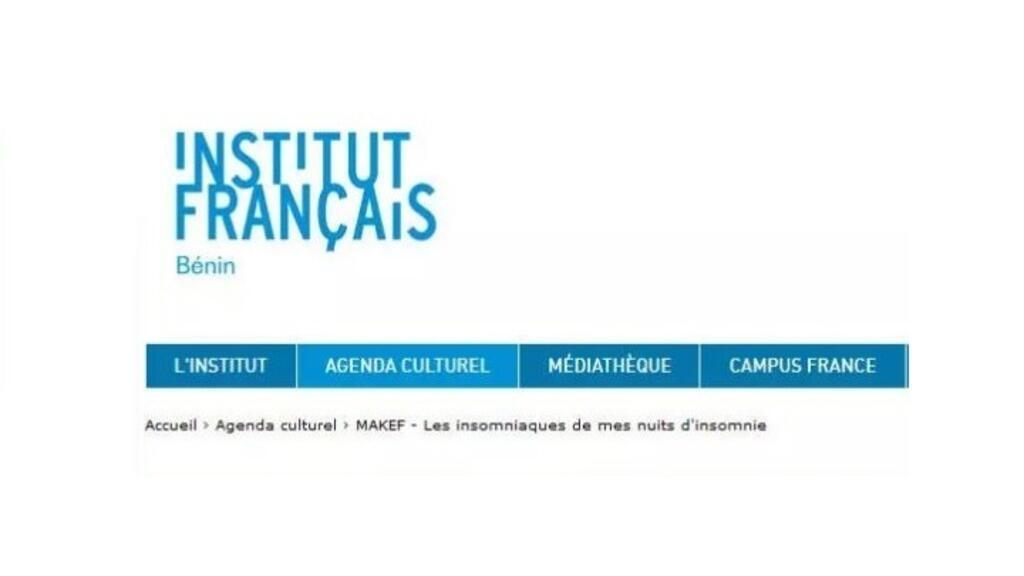 INSTITUT
FRANÇAIS
Bénin
L'INSTITUT AGENDA CULTUREL MÉDIATHÈQUE CAMPUS FRANCE
Accueil › Agenda culturel › MAKEF - Les insomniaques de mes nuits d'insomnie